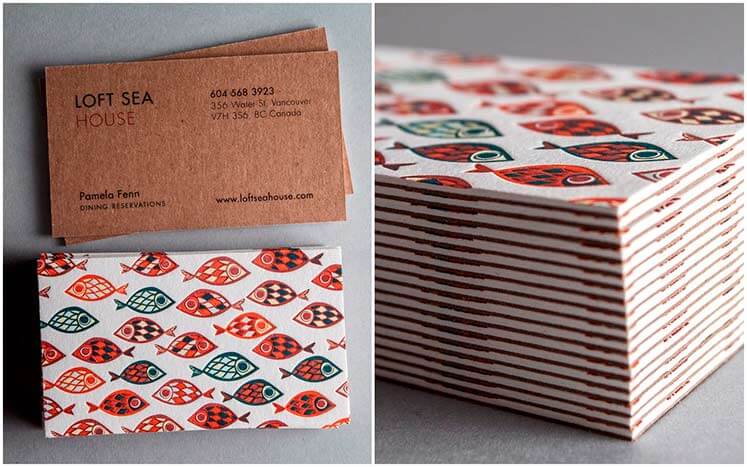 LOFT SEA
HOUSE
604 568 3923
356 Water St, Vancouver
V7H 3S6, BC Canada
Pamela Fenn
DINING RESERVATIONS
www.loftseahouse.com